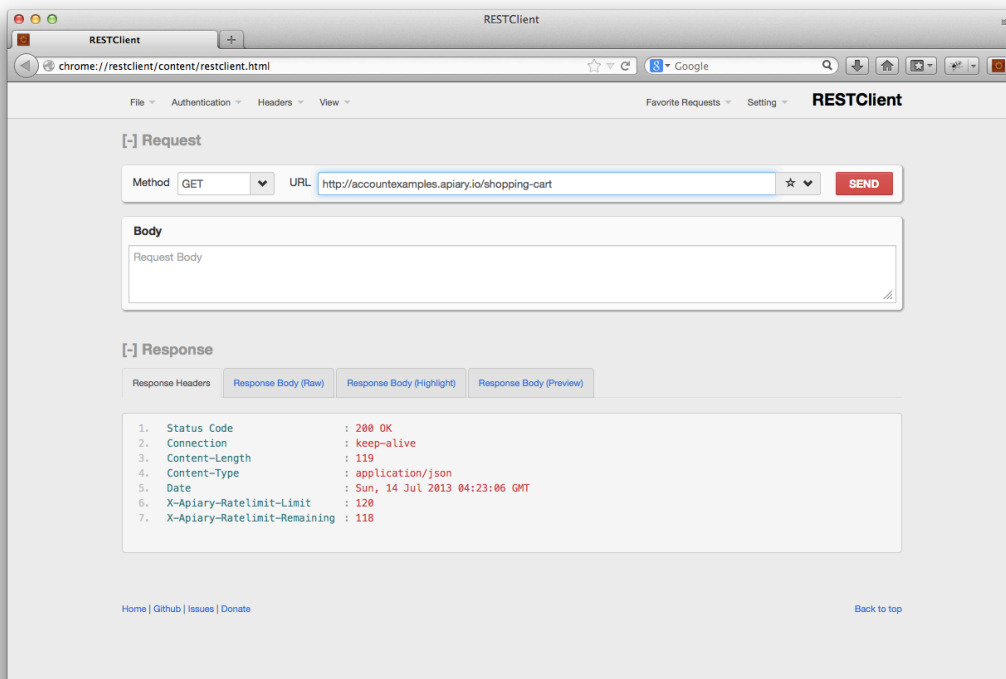 RESTClient
RESTClient
chrome://restclient/content/restclient.html
Google
File Authentication Headers View Favorite Requests Setting RESTClient
[-] Request
Method GET URL http://accountexamples.apiary.io/shopping-cart SEND
Body
Request Body
[-] Response
Response Headers Response Body (Raw) Response Body (Highlight) Response Body (Preview)
1. Status Code : 200 OK
2. Connection : keep-alive
3. Content-Length : 119
4. Content-Type : application/json
5. Date : Sun, 14 Jul 2013 04:23:06 GMT
6. X-Apiary-Ratelimit-Limit : 120
7. X-Apiary-Ratelimit-Remaining : 118
Home | Github | Issues | Donate Back to top